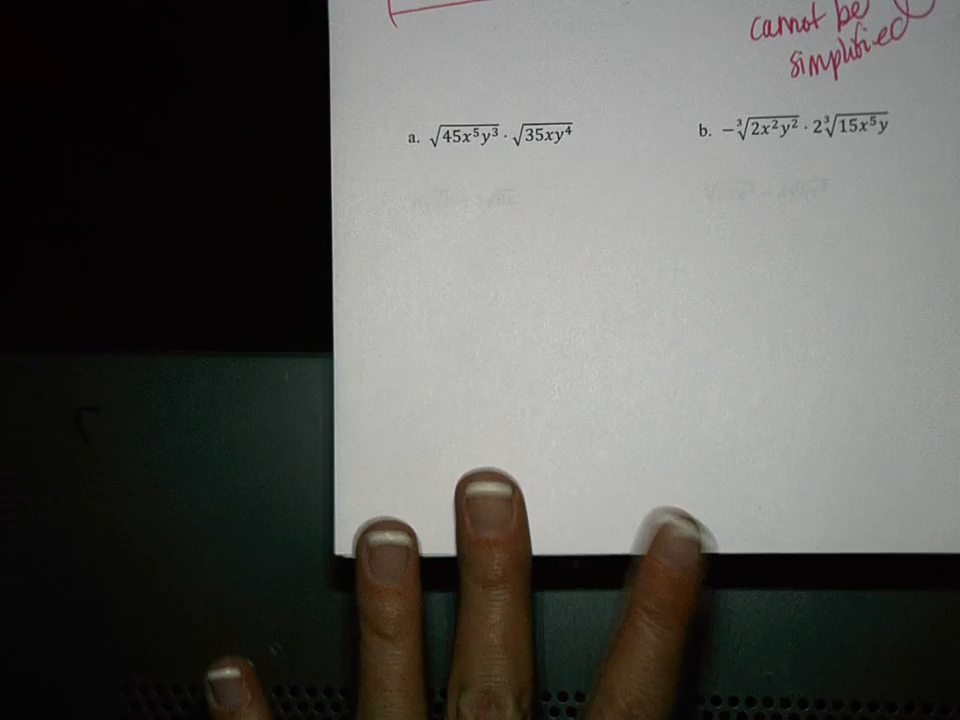 cannot be
simplified
a. √45x⁵y³ · √35xy⁴
b. −∛2x²y² · 2∛15x⁵y